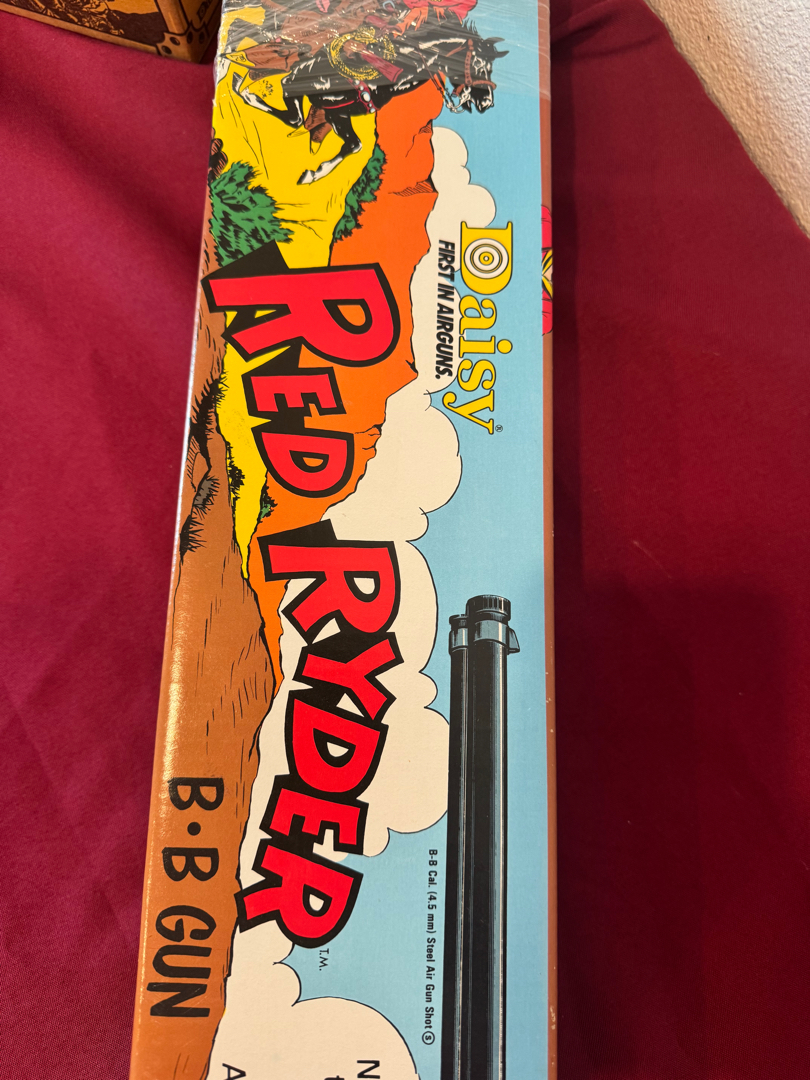 Daisy®
FIRST IN AIRGUNS.
RED RYDER T.M.
B·B GUN
B-B Cal. (4.5 mm) Steel Air Gun Shot Ⓢ